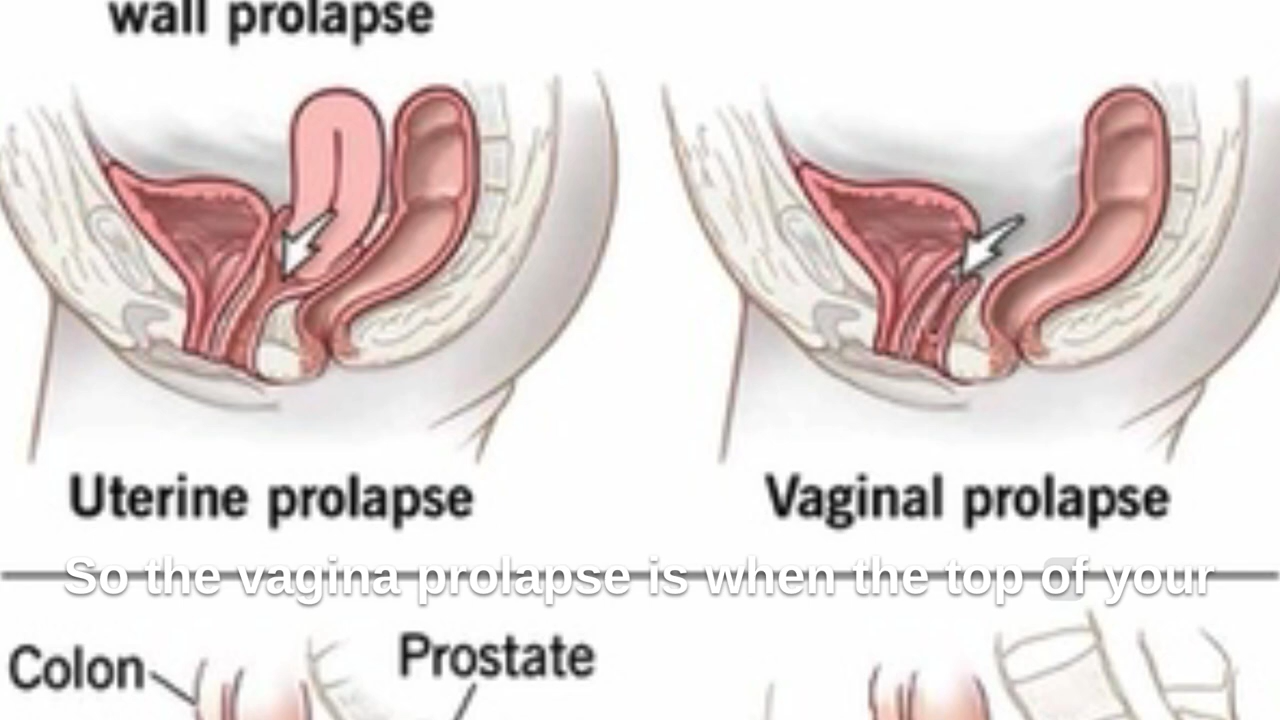 wall prolapse
Uterine prolapse
Vaginal prolapse
So the vagina prolapse is when the top of your
Colon
Prostate